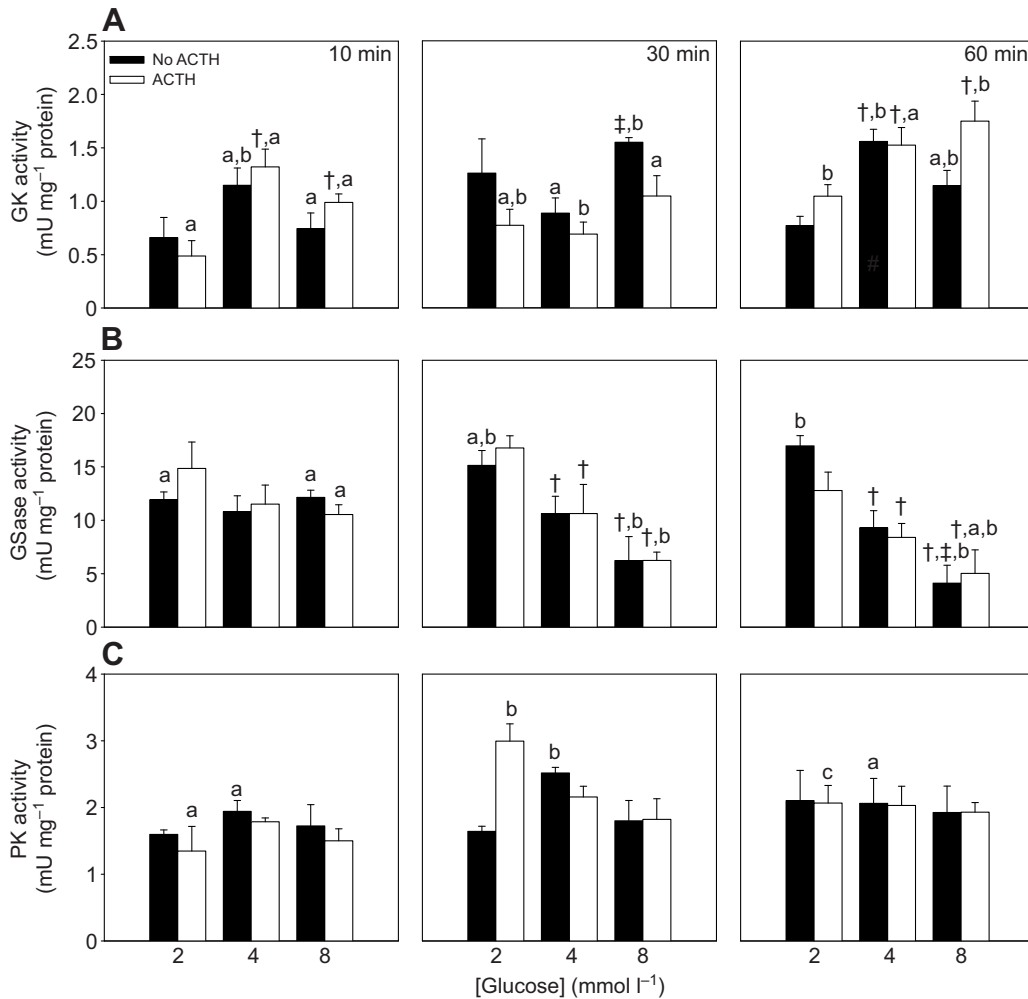 A
2.5
2.0
1.5
1.0
0.5
0
GK activity
(mU mg⁻¹ protein)
No ACTH
ACTH
10 min
a
a,b
†,a
a
†,a
30 min
a,b
a
b
‡,b
a
60 min
b
†,b
†,a
a,b
†,b
#
B
25
20
15
10
5
0
GSase activity
(mU mg⁻¹ protein)
a
a
a
a,b
†
†
†,b
†,b
b
†
†
†,‡,b
†,a,b
C
4
3
2
1
0
PK activity
(mU mg⁻¹ protein)
a
a
b
b
c
a
2 4 8
2 4 8
2 4 8
[Glucose] (mmol l⁻¹)